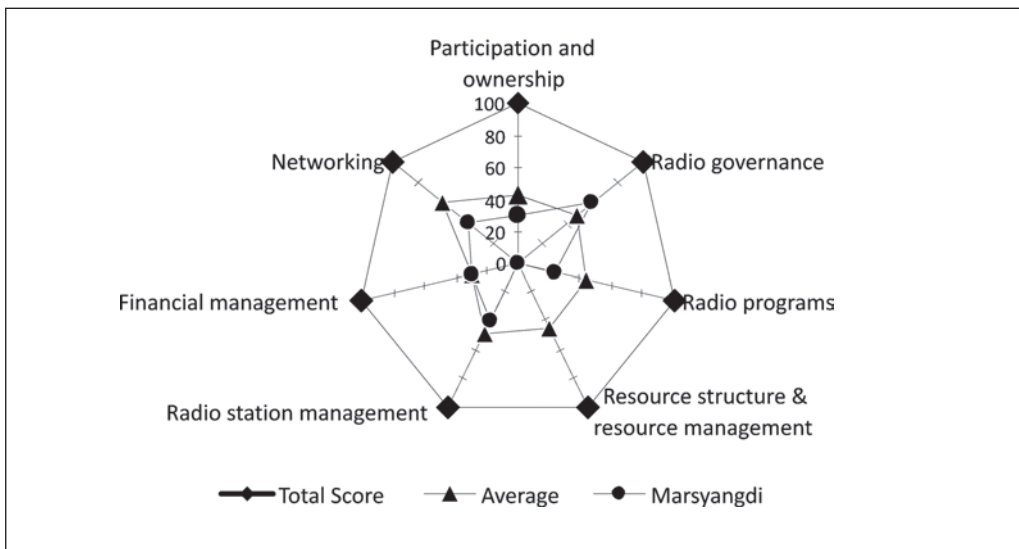 Participation and
ownership
100
80
60
40
20
0
Networking
Radio governance
Financial management
Radio programs
Radio station management
Resource structure &
resource management
Total Score
Average
Marsyangdi